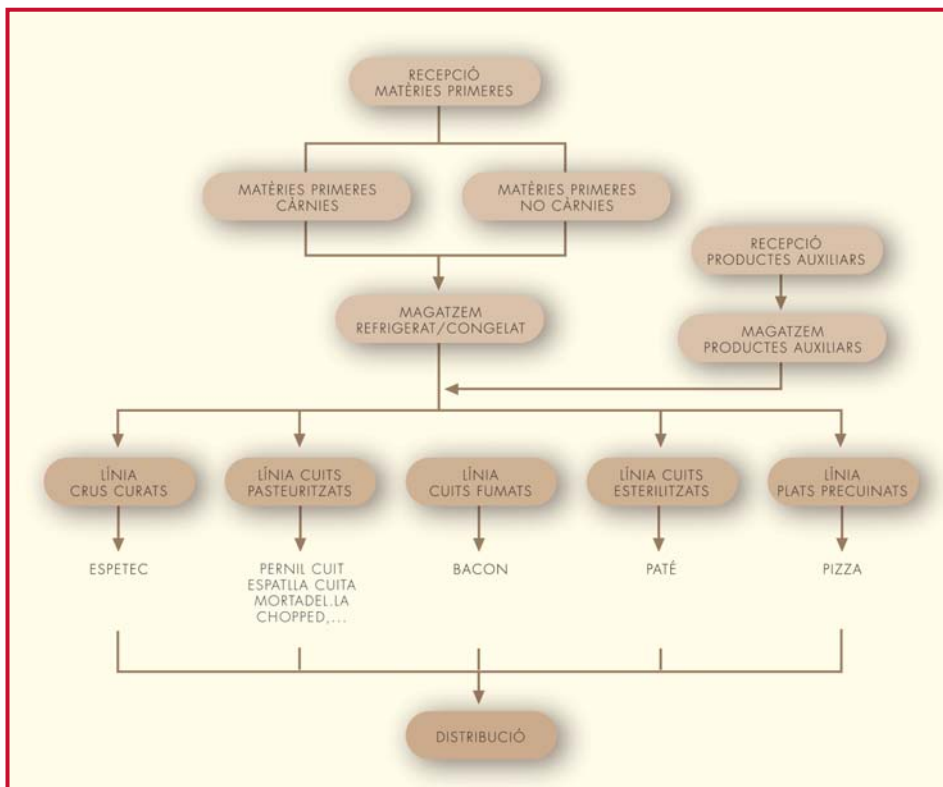 RECEPCIÓ
MATÈRIES PRIMERES
MATÈRIES PRIMERES
CÀRNIES
MATÈRIES PRIMERES
NO CÀRNIES
RECEPCIÓ
PRODUCTES AUXILIARS
MAGATZEM
REFRIGERAT/CONGELAT
MAGATZEM
PRODUCTES AUXILIARS
LÍNIA
CRUS CURATS
LÍNIA CUITS
PASTEURITZATS
LÍNIA
CUITS FUMATS
LÍNIA CUITS
ESTERILITZATS
LÍNIA
PLATS PRECUINATS
ESPETEC
PERNIL CUIT
ESPATLLA CUITA
MORTADEL.LA
CHOPPED,...
BACON
PATÉ
PIZZA
DISTRIBUCIÓ